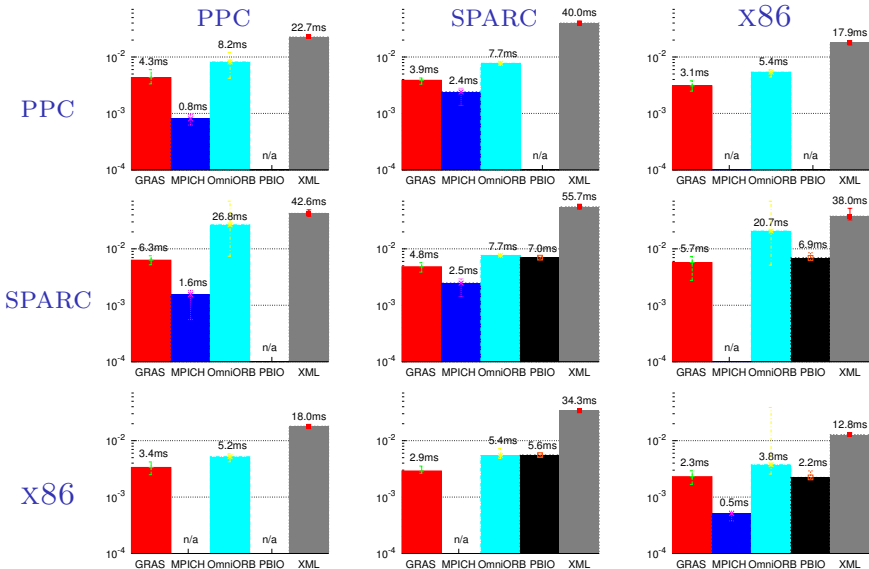 PPC SPARC x86
PPC
22.7ms
10⁻²
8.2ms
4.3ms
10⁻³
0.8ms
n/a
10⁻⁴
GRAS MPICH OmniORB PBIO XML
40.0ms
10⁻²
7.7ms
3.9ms
2.4ms
10⁻³
n/a
10⁻⁴
GRAS MPICH OmniORB PBIO XML
17.9ms
10⁻²
5.4ms
3.1ms
10⁻³
n/a n/a
10⁻⁴
GRAS MPICH OmniORB PBIO XML
SPARC
42.6ms
26.8ms
10⁻²
6.3ms
1.6ms
10⁻³
n/a
10⁻⁴
GRAS MPICH OmniORB PBIO XML
55.7ms
10⁻²
4.8ms 7.7ms 7.0ms
2.5ms
10⁻³
10⁻⁴
GRAS MPICH OmniORB PBIO XML
38.0ms
20.7ms
10⁻²
5.7ms 6.9ms
10⁻³
n/a
10⁻⁴
GRAS MPICH OmniORB PBIO XML
x86
18.0ms
10⁻²
3.4ms 5.2ms
10⁻³
n/a n/a
10⁻⁴
GRAS MPICH OmniORB PBIO XML
34.3ms
10⁻²
2.9ms 5.4ms 5.6ms
10⁻³
n/a
10⁻⁴
GRAS MPICH OmniORB PBIO XML
12.8ms
10⁻²
2.3ms 3.8ms 2.2ms
10⁻³
0.5ms
10⁻⁴
GRAS MPICH OmniORB PBIO XML